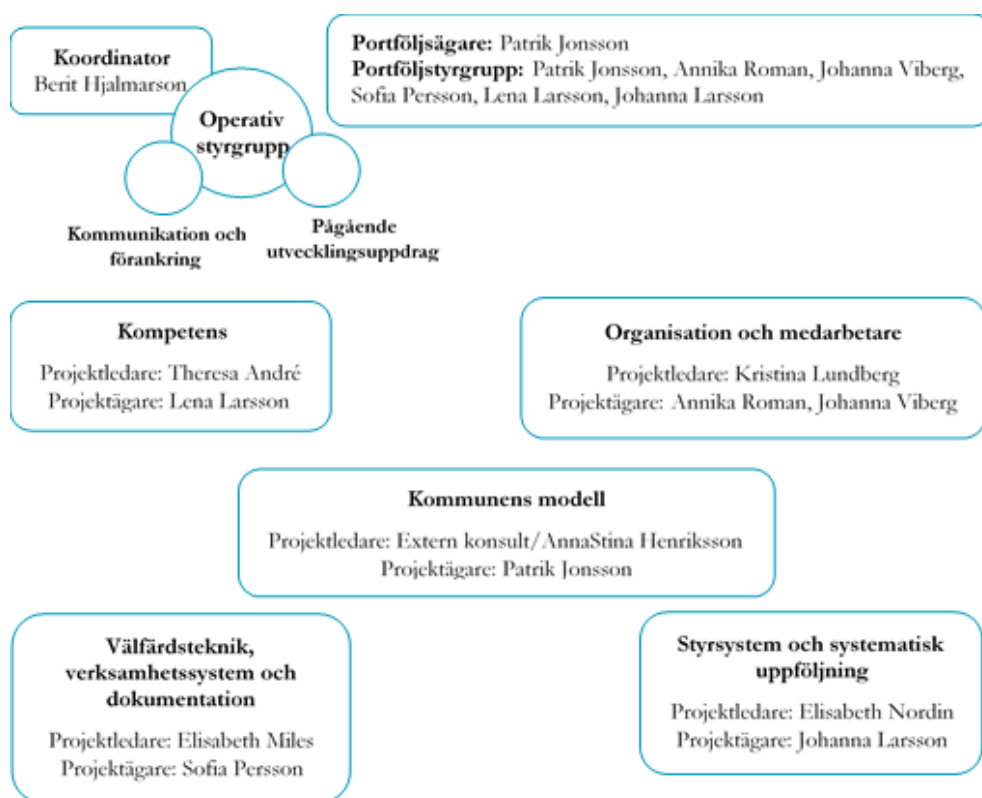 Koordinator
Berit Hjalmarson
Operativ
styrgrupp
Kommunikation och
förankring
Pågående
utvecklingsuppdrag
Portföljsägare: Patrik Jonsson
Portföljstyrgrupp: Patrik Jonsson, Annika Roman, Johanna Viberg,
Sofia Persson, Lena Larsson, Johanna Larsson
Kompetens
Projektledare: Theresa André
Projektägare: Lena Larsson
Organisation och medarbetare
Projektledare: Kristina Lundberg
Projektägare: Annika Roman, Johanna Viberg
Kommunens modell
Projektledare: Extern konsult/AnnaStina Henriksson
Projektägare: Patrik Jonsson
Välfärdsteknik,
verksamhetssystem och
dokumentation
Projektledare: Elisabeth Miles
Projektägare: Sofia Persson
Styrsystem och systematisk
uppföljning
Projektledare: Elisabeth Nordin
Projektägare: Johanna Larsson